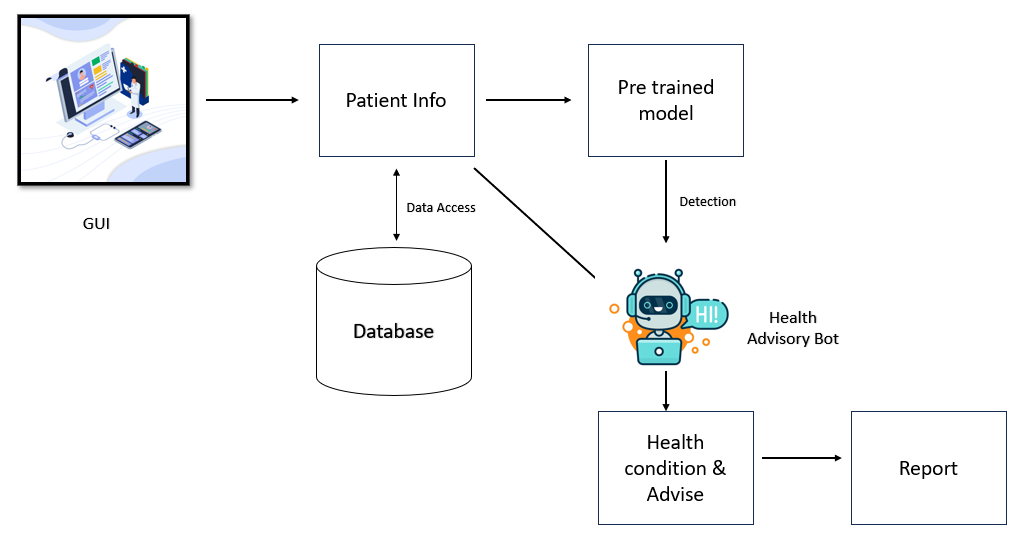 GUI
Patient Info
Pre trained
model
Data Access
Detection
Database
HI!
Health
Advisory Bot
Health
condition &
Advise
Report